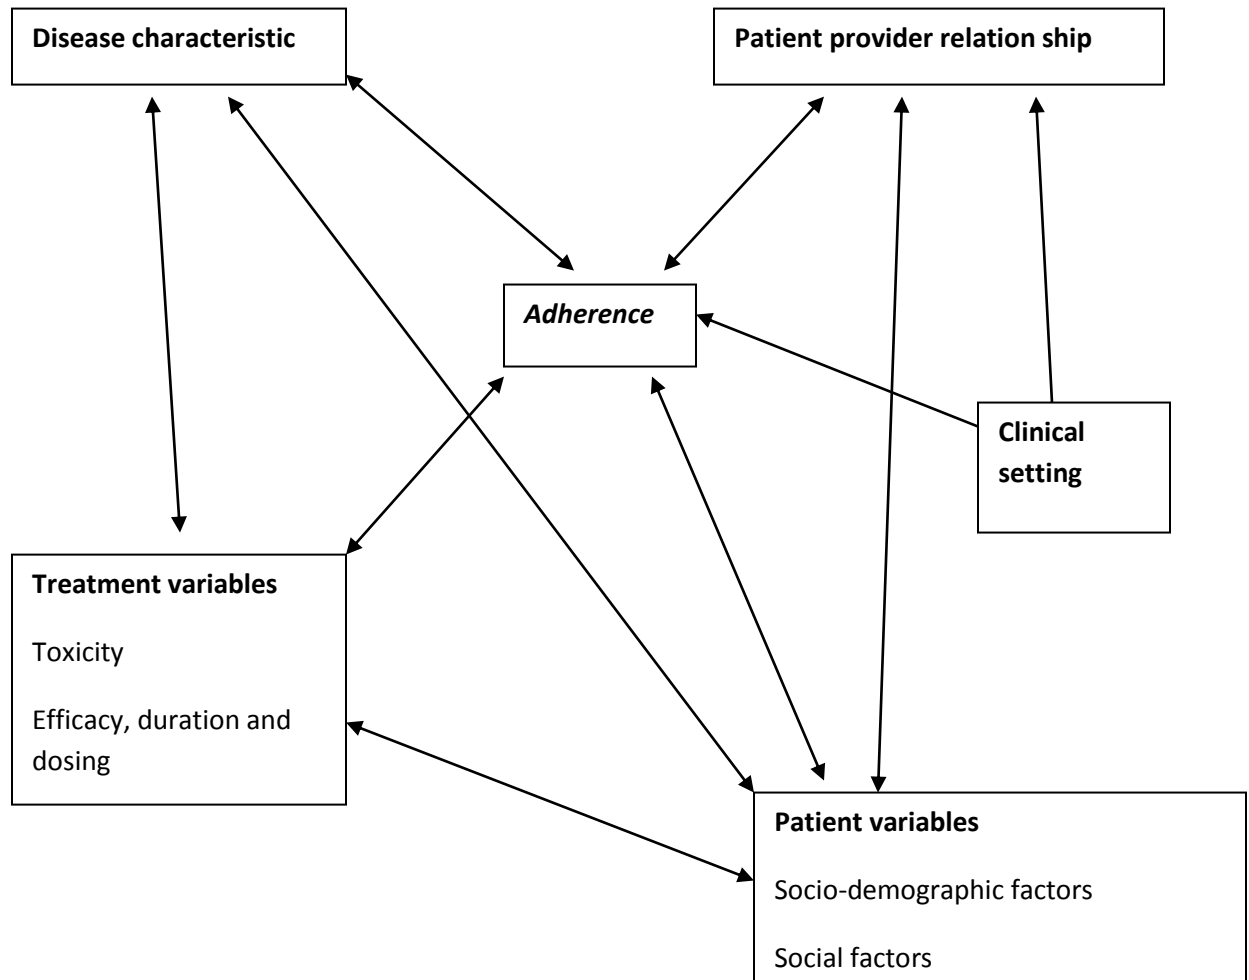 Disease characteristic
Patient provider relation ship
Adherence
Clinical
setting
Treatment variables
Toxicity
Efficacy, duration and
dosing
Patient variables
Socio-demographic factors
Social factors